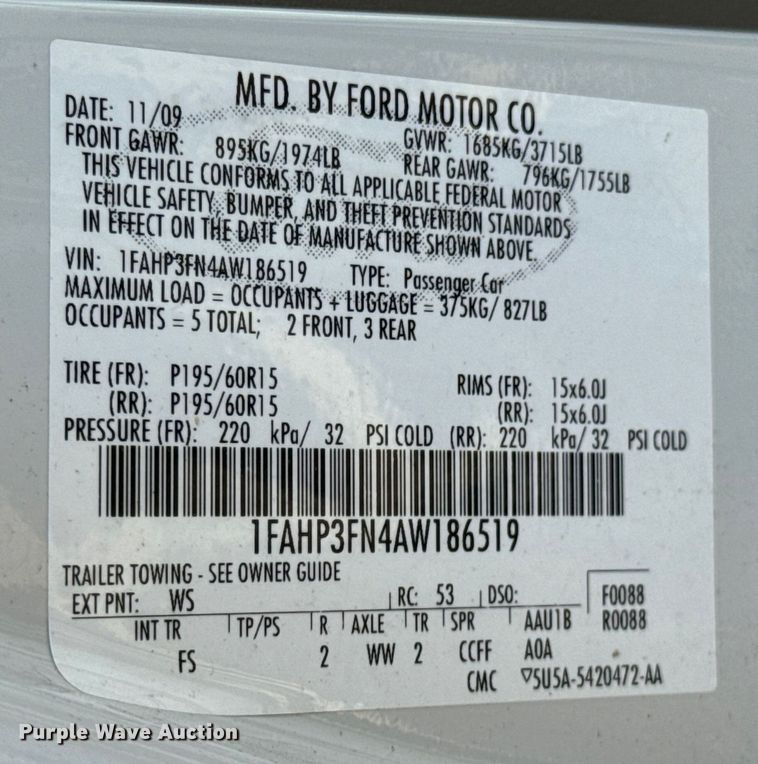 MFD. BY FORD MOTOR CO.
DATE: 11/09 GVWR: 1685KG/3715LB
FRONT GAWR: 895KG/1974LB REAR GAWR: 796KG/1755LB
THIS VEHICLE CONFORMS TO ALL APPLICABLE FEDERAL MOTOR
VEHICLE SAFETY, BUMPER, AND THEFT PREVENTION STANDARDS
IN EFFECT ON THE DATE OF MANUFACTURE SHOWN ABOVE
VIN: 1FAHP3FN4AW186519 TYPE: Passenger Car
MAXIMUM LOAD = OCCUPANTS + LUGGAGE = 375KG/ 827LB
OCCUPANTS = 5 TOTAL; 2 FRONT, 3 REAR
TIRE (FR): P195/60R15 RIMS (FR): 15x6.0J
(RR): P195/60R15 (RR): 15x6.0J
PRESSURE (FR): 220 kPa/ 32 PSI COLD (RR): 220 kPa/ 32 PSI COLD
1FAHP3FN4AW186519
TRAILER TOWING - SEE OWNER GUIDE
EXT PNT: WS RC: 53 DSO: F0088
INT TR TP/PS R AXLE TR SPR AAU1B R0088
FS 2 WW 2 CCFF AOA
CMC ▽5U5A-5420472-AA
Purple Wave Auction